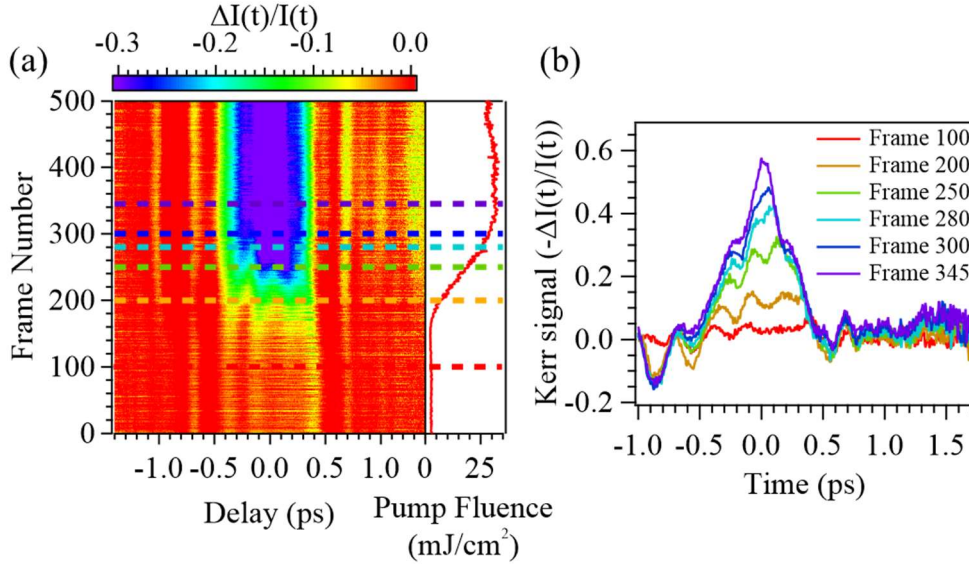 ΔI(t)/I(t)
-0.3 -0.2 -0.1 0.0
(a)
500
400
300
200
100
0
Frame Number
-1.0 -0.5 0.0 0.5 1.0 0 25
Delay (ps)
Pump Fluence
(mJ/cm²)
(b)
Kerr signal (-ΔI(t)/I(t))
0.6
0.4
0.2
0.0
-0.2
Frame 100
Frame 200
Frame 250
Frame 280
Frame 300
Frame 345
-1.0 -0.5 0.0 0.5 1.0 1.5
Time (ps)